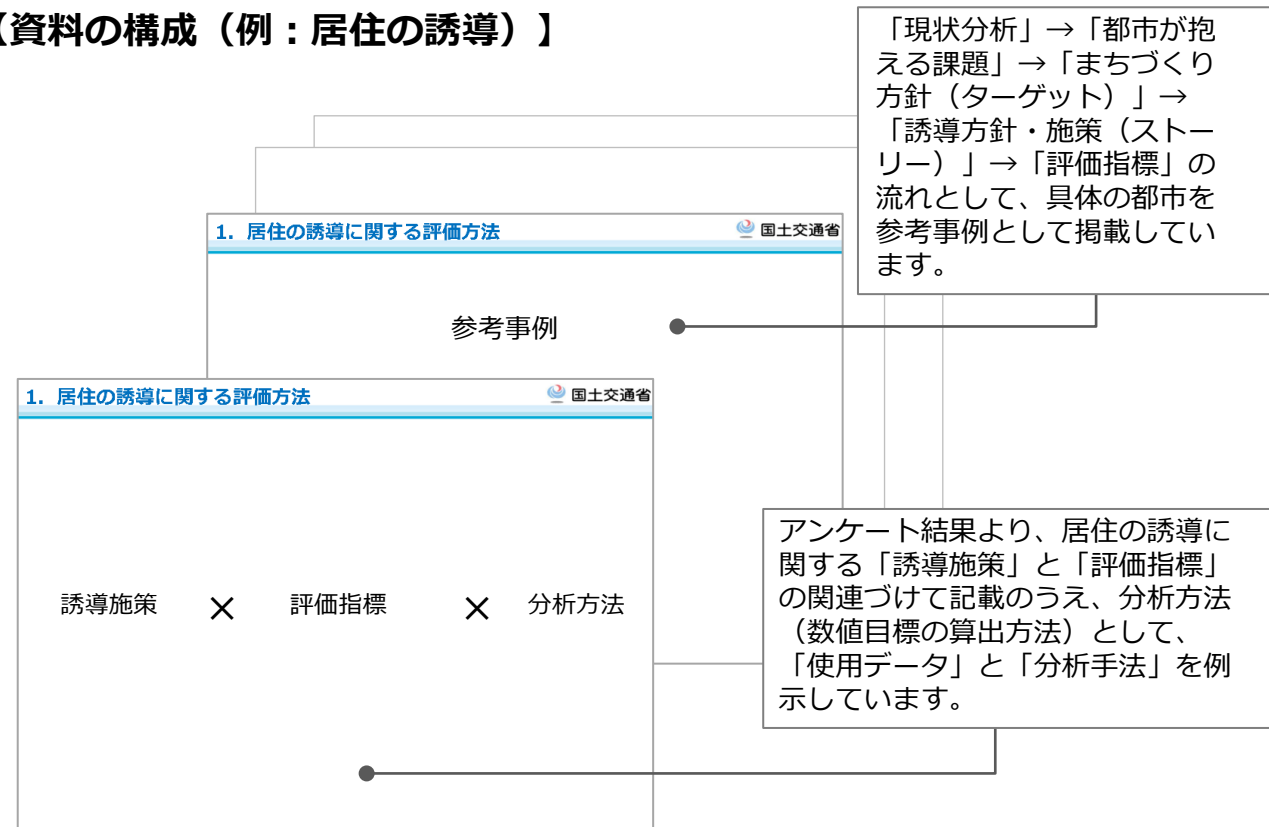 【資料の構成（例：居住の誘導）】
「現状分析」→「都市が抱
える課題」→「まちづくり
方針（ターゲット）」→
「誘導方針・施策（ストー
リー）」→「評価指標」の
流れとして、具体の都市を
参考事例として掲載してい
ます。
1．居住の誘導に関する評価方法
国土交通省
参考事例
1．居住の誘導に関する評価方法
国土交通省
誘導施策 × 評価指標 × 分析方法
アンケート結果より、居住の誘導に
関する「誘導施策」と「評価指標」
の関連づけて記載のうえ、分析方法
（数値目標の算出方法）として、
「使用データ」と「分析手法」を例
示しています。